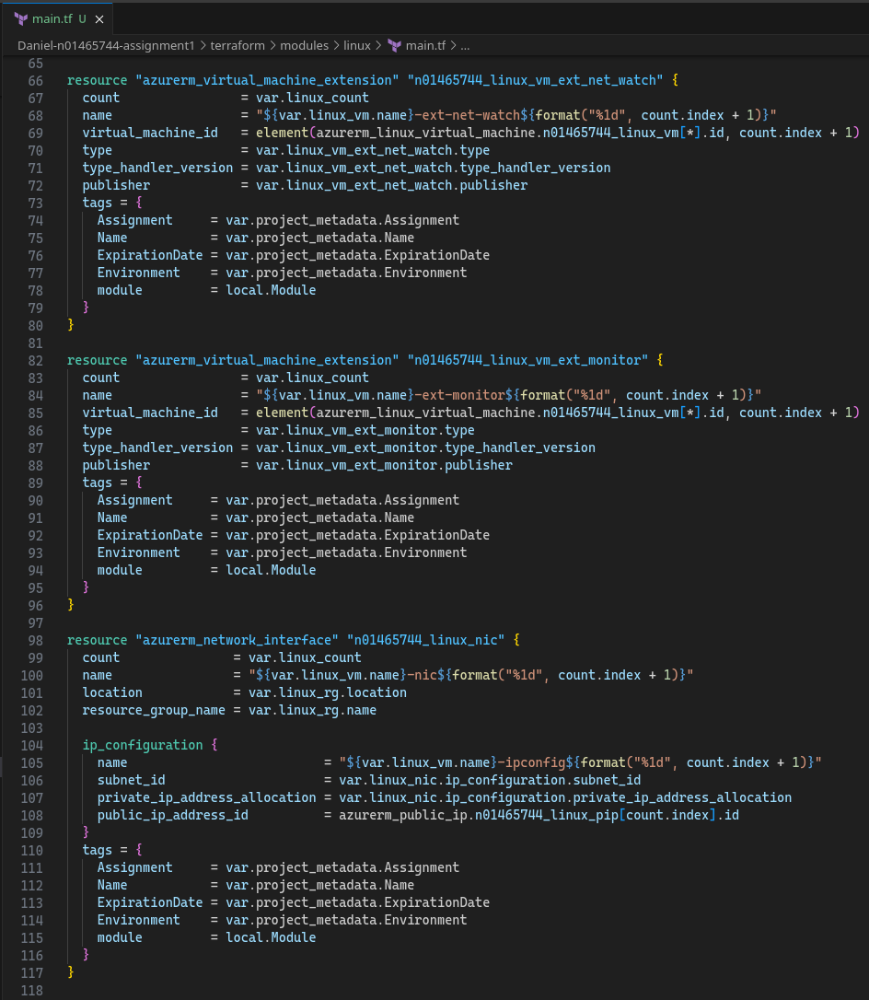 main.tf U ×
Daniel-n01465744-assignment1 > terraform > modules > linux > main.tf > ...
65
66 resource "azurerm_virtual_machine_extension" "n01465744_linux_vm_ext_net_watch" {
67   count                = var.linux_count
68   name                 = "${var.linux_vm.name}-ext-net-watch${format("%1d", count.index + 1)}"
69   virtual_machine_id   = element(azurerm_linux_virtual_machine.n01465744_linux_vm[*].id, count.index + 1)
70   type                 = var.linux_vm_ext_net_watch.type
71   type_handler_version = var.linux_vm_ext_net_watch.type_handler_version
72   publisher            = var.linux_vm_ext_net_watch.publisher
73   tags = {
74     Assignment     = var.project_metadata.Assignment
75     Name           = var.project_metadata.Name
76     ExpirationDate = var.project_metadata.ExpirationDate
77     Environment    = var.project_metadata.Environment
78     module         = local.Module
79   }
80 }
81
82 resource "azurerm_virtual_machine_extension" "n01465744_linux_vm_ext_monitor" {
83   count                = var.linux_count
84   name                 = "${var.linux_vm.name}-ext-monitor${format("%1d", count.index + 1)}"
85   virtual_machine_id   = element(azurerm_linux_virtual_machine.n01465744_linux_vm[*].id, count.index + 1)
86   type                 = var.linux_vm_ext_monitor.type
87   type_handler_version = var.linux_vm_ext_monitor.type_handler_version
88   publisher            = var.linux_vm_ext_monitor.publisher
89   tags = {
90     Assignment     = var.project_metadata.Assignment
91     Name           = var.project_metadata.Name
92     ExpirationDate = var.project_metadata.ExpirationDate
93     Environment    = var.project_metadata.Environment
94     module         = local.Module
95   }
96 }
97
98 resource "azurerm_network_interface" "n01465744_linux_nic" {
99   count               = var.linux_count
100   name                = "${var.linux_vm.name}-nic${format("%1d", count.index + 1)}"
101   location            = var.linux_rg.location
102   resource_group_name = var.linux_rg.name
103
104   ip_configuration {
105     name                          = "${var.linux_vm.name}-ipconfig${format("%1d", count.index + 1)}"
106     subnet_id                     = var.linux_nic.ip_configuration.subnet_id
107     private_ip_address_allocation = var.linux_nic.ip_configuration.private_ip_address_allocation
108     public_ip_address_id          = azurerm_public_ip.n01465744_linux_pip[count.index].id
109   }
110   tags = {
111     Assignment     = var.project_metadata.Assignment
112     Name           = var.project_metadata.Name
113     ExpirationDate = var.project_metadata.ExpirationDate
114     Environment    = var.project_metadata.Environment
115     module         = local.Module
116   }
117 }
118